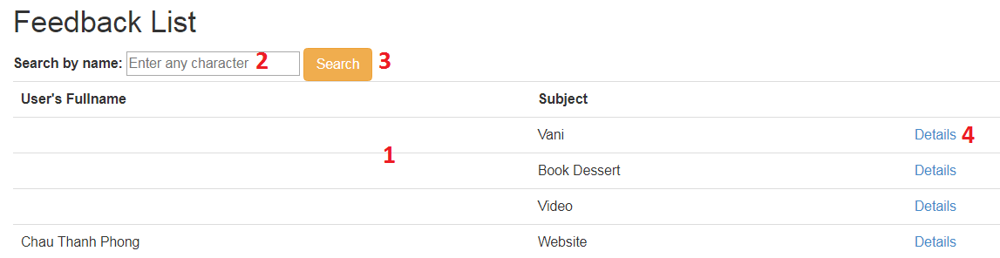 Feedback List
Search by name: Enter any character 2 Search 3
User's Fullname Subject
Vani Details 4
1
Book Dessert Details
Video Details
Chau Thanh Phong Website Details